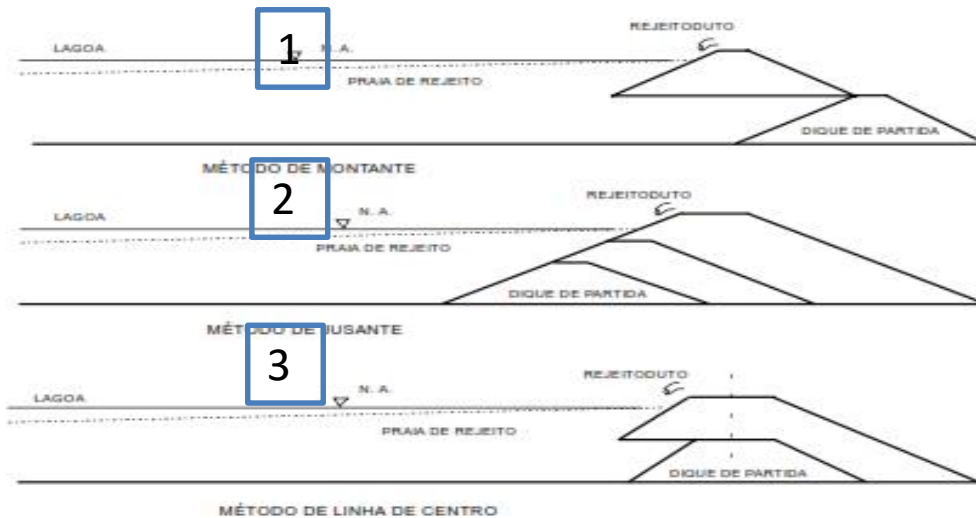 REJEITODUTO
LAGOA
1
N. A.
PRAIA DE REJEITO
DIQUE DE PARTIDA
MÉTODO DE MONTANTE
2
REJEITODUTO
LAGOA
N. A.
PRAIA DE REJEITO
DIQUE DE PARTIDA
MÉTODO DE JUSANTE
3
REJEITODUTO
LAGOA
N. A.
PRAIA DE REJEITO
DIQUE DE PARTIDA
MÉTODO DE LINHA DE CENTRO